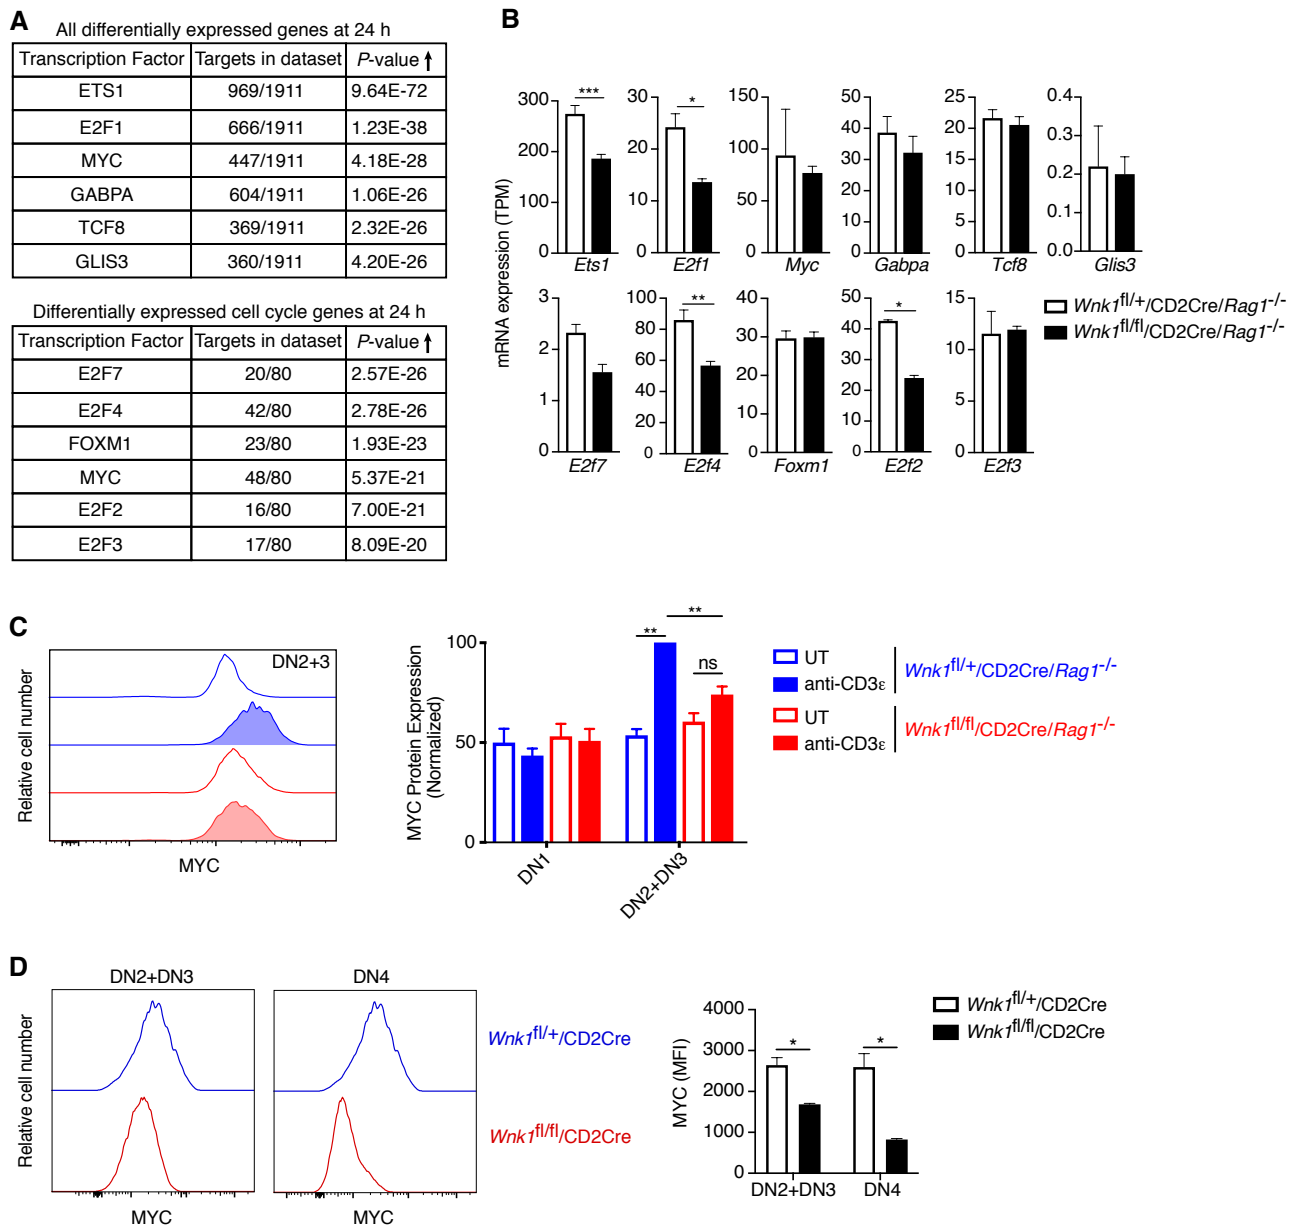 A
All differentially expressed genes at 24 h
Transcription Factor Targets in dataset P-value ↑
ETS1 969/1911 9.64E-72
E2F1 666/1911 1.23E-38
MYC 447/1911 4.18E-28
GABPA 604/1911 1.06E-26
TCF8 369/1911 2.32E-26
GLIS3 360/1911 4.20E-26
Differentially expressed cell cycle genes at 24 h
Transcription Factor Targets in dataset P-value ↑
E2F7 20/80 2.57E-26
E2F4 42/80 2.78E-26
FOXM1 23/80 1.93E-23
MYC 48/80 5.37E-21
E2F2 16/80 7.00E-21
E2F3 17/80 8.09E-20
B
mRNA expression (TPM)
300
200
100
0
***
Ets1
30
20
10
0
*
E2f1
150
100
50
0
Myc
50
40
30
20
10
0
Gabpa
25
20
15
10
5
0
Tcf8
0.4
0.3
0.2
0.1
0.0
Glis3
3
2
1
0
E2f7
100
80
60
40
20
0
**
E2f4
40
30
20
10
0
Foxm1
50
40
30
20
10
0
*
E2f2
15
10
5
0
E2f3
Wnk1fl/+/CD2Cre/Rag1-/-
Wnk1fl/fl/CD2Cre/Rag1-/-
C
Relative cell number
DN2+3
MYC
MYC Protein Expression
(Normalized)
100
50
0
**
**
ns
DN1
DN2+DN3
UT
anti-CD3ε
Wnk1fl/+/CD2Cre/Rag1-/-
UT
anti-CD3ε
Wnk1fl/fl/CD2Cre/Rag1-/-
D
Relative cell number
DN2+DN3
DN4
Wnk1fl/+/CD2Cre
Wnk1fl/fl/CD2Cre
MYC
MYC
MYC (MFI)
4000
3000
2000
1000
0
*
*
DN2+DN3
DN4
Wnk1fl/+/CD2Cre
Wnk1fl/fl/CD2Cre